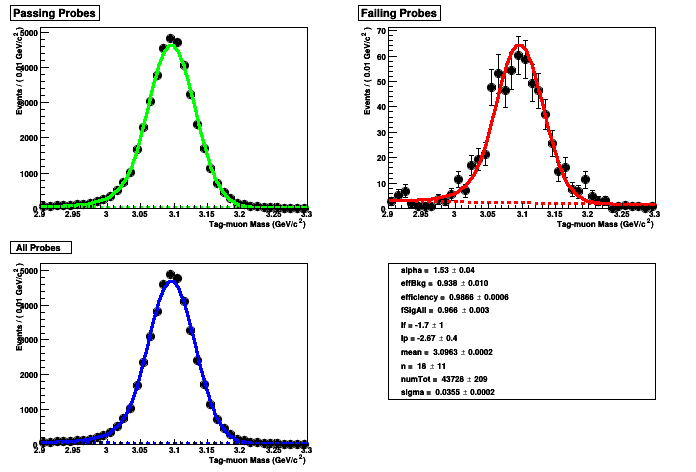 Passing Probes
Events / ( 0.01 GeV/c² )
5000
4000
3000
2000
1000
0
2.9 2.95 3 3.05 3.1 3.15 3.2 3.25 3.3
Tag-muon Mass (GeV/c²)
Failing Probes
Events / ( 0.01 GeV/c² )
70
60
50
40
30
20
10
0
2.9 2.95 3 3.05 3.1 3.15 3.2 3.25 3.3
Tag-muon Mass (GeV/c²)
All Probes
Events / ( 0.01 GeV/c² )
5000
4000
3000
2000
1000
0
2.9 2.95 3 3.05 3.1 3.15 3.2 3.25 3.3
Tag-muon Mass (GeV/c²)
alpha = 1.53 ± 0.04
effBkg = 0.938 ± 0.010
efficiency = 0.9866 ± 0.0006
fSigAll = 0.966 ± 0.003
lf = -1.7 ± 1
lp = -2.67 ± 0.4
mean = 3.0963 ± 0.0002
n = 18 ± 11
numTot = 43728 ± 209
sigma = 0.0355 ± 0.0002